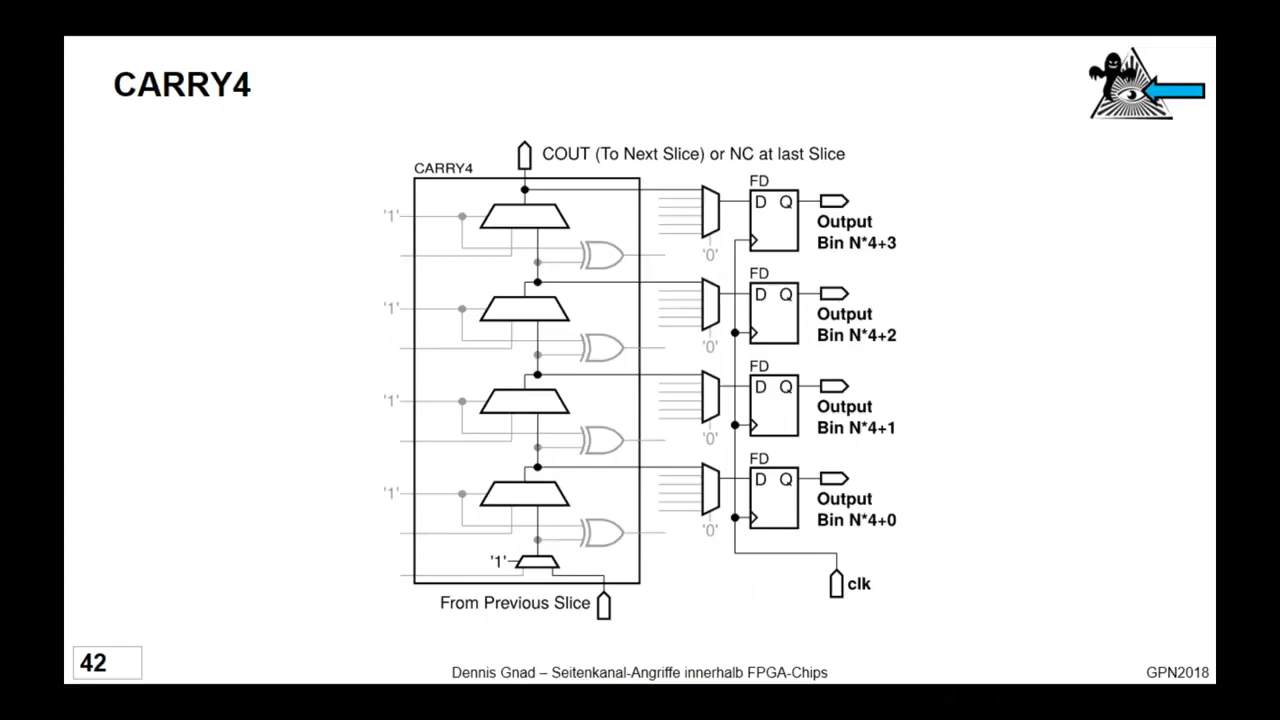 CARRY4
COUT (To Next Slice) or NC at last Slice
CARRY4
FD
'1'
D Q
Output
Bin N*4+3
'0'
FD
'1'
D Q
Output
Bin N*4+2
'0'
FD
'1'
D Q
Output
Bin N*4+1
'0'
FD
'1'
D Q
Output
Bin N*4+0
'0'
'1'
clk
From Previous Slice
42
Dennis Gnad – Seitenkanal-Angriffe innerhalb FPGA-Chips
GPN2018